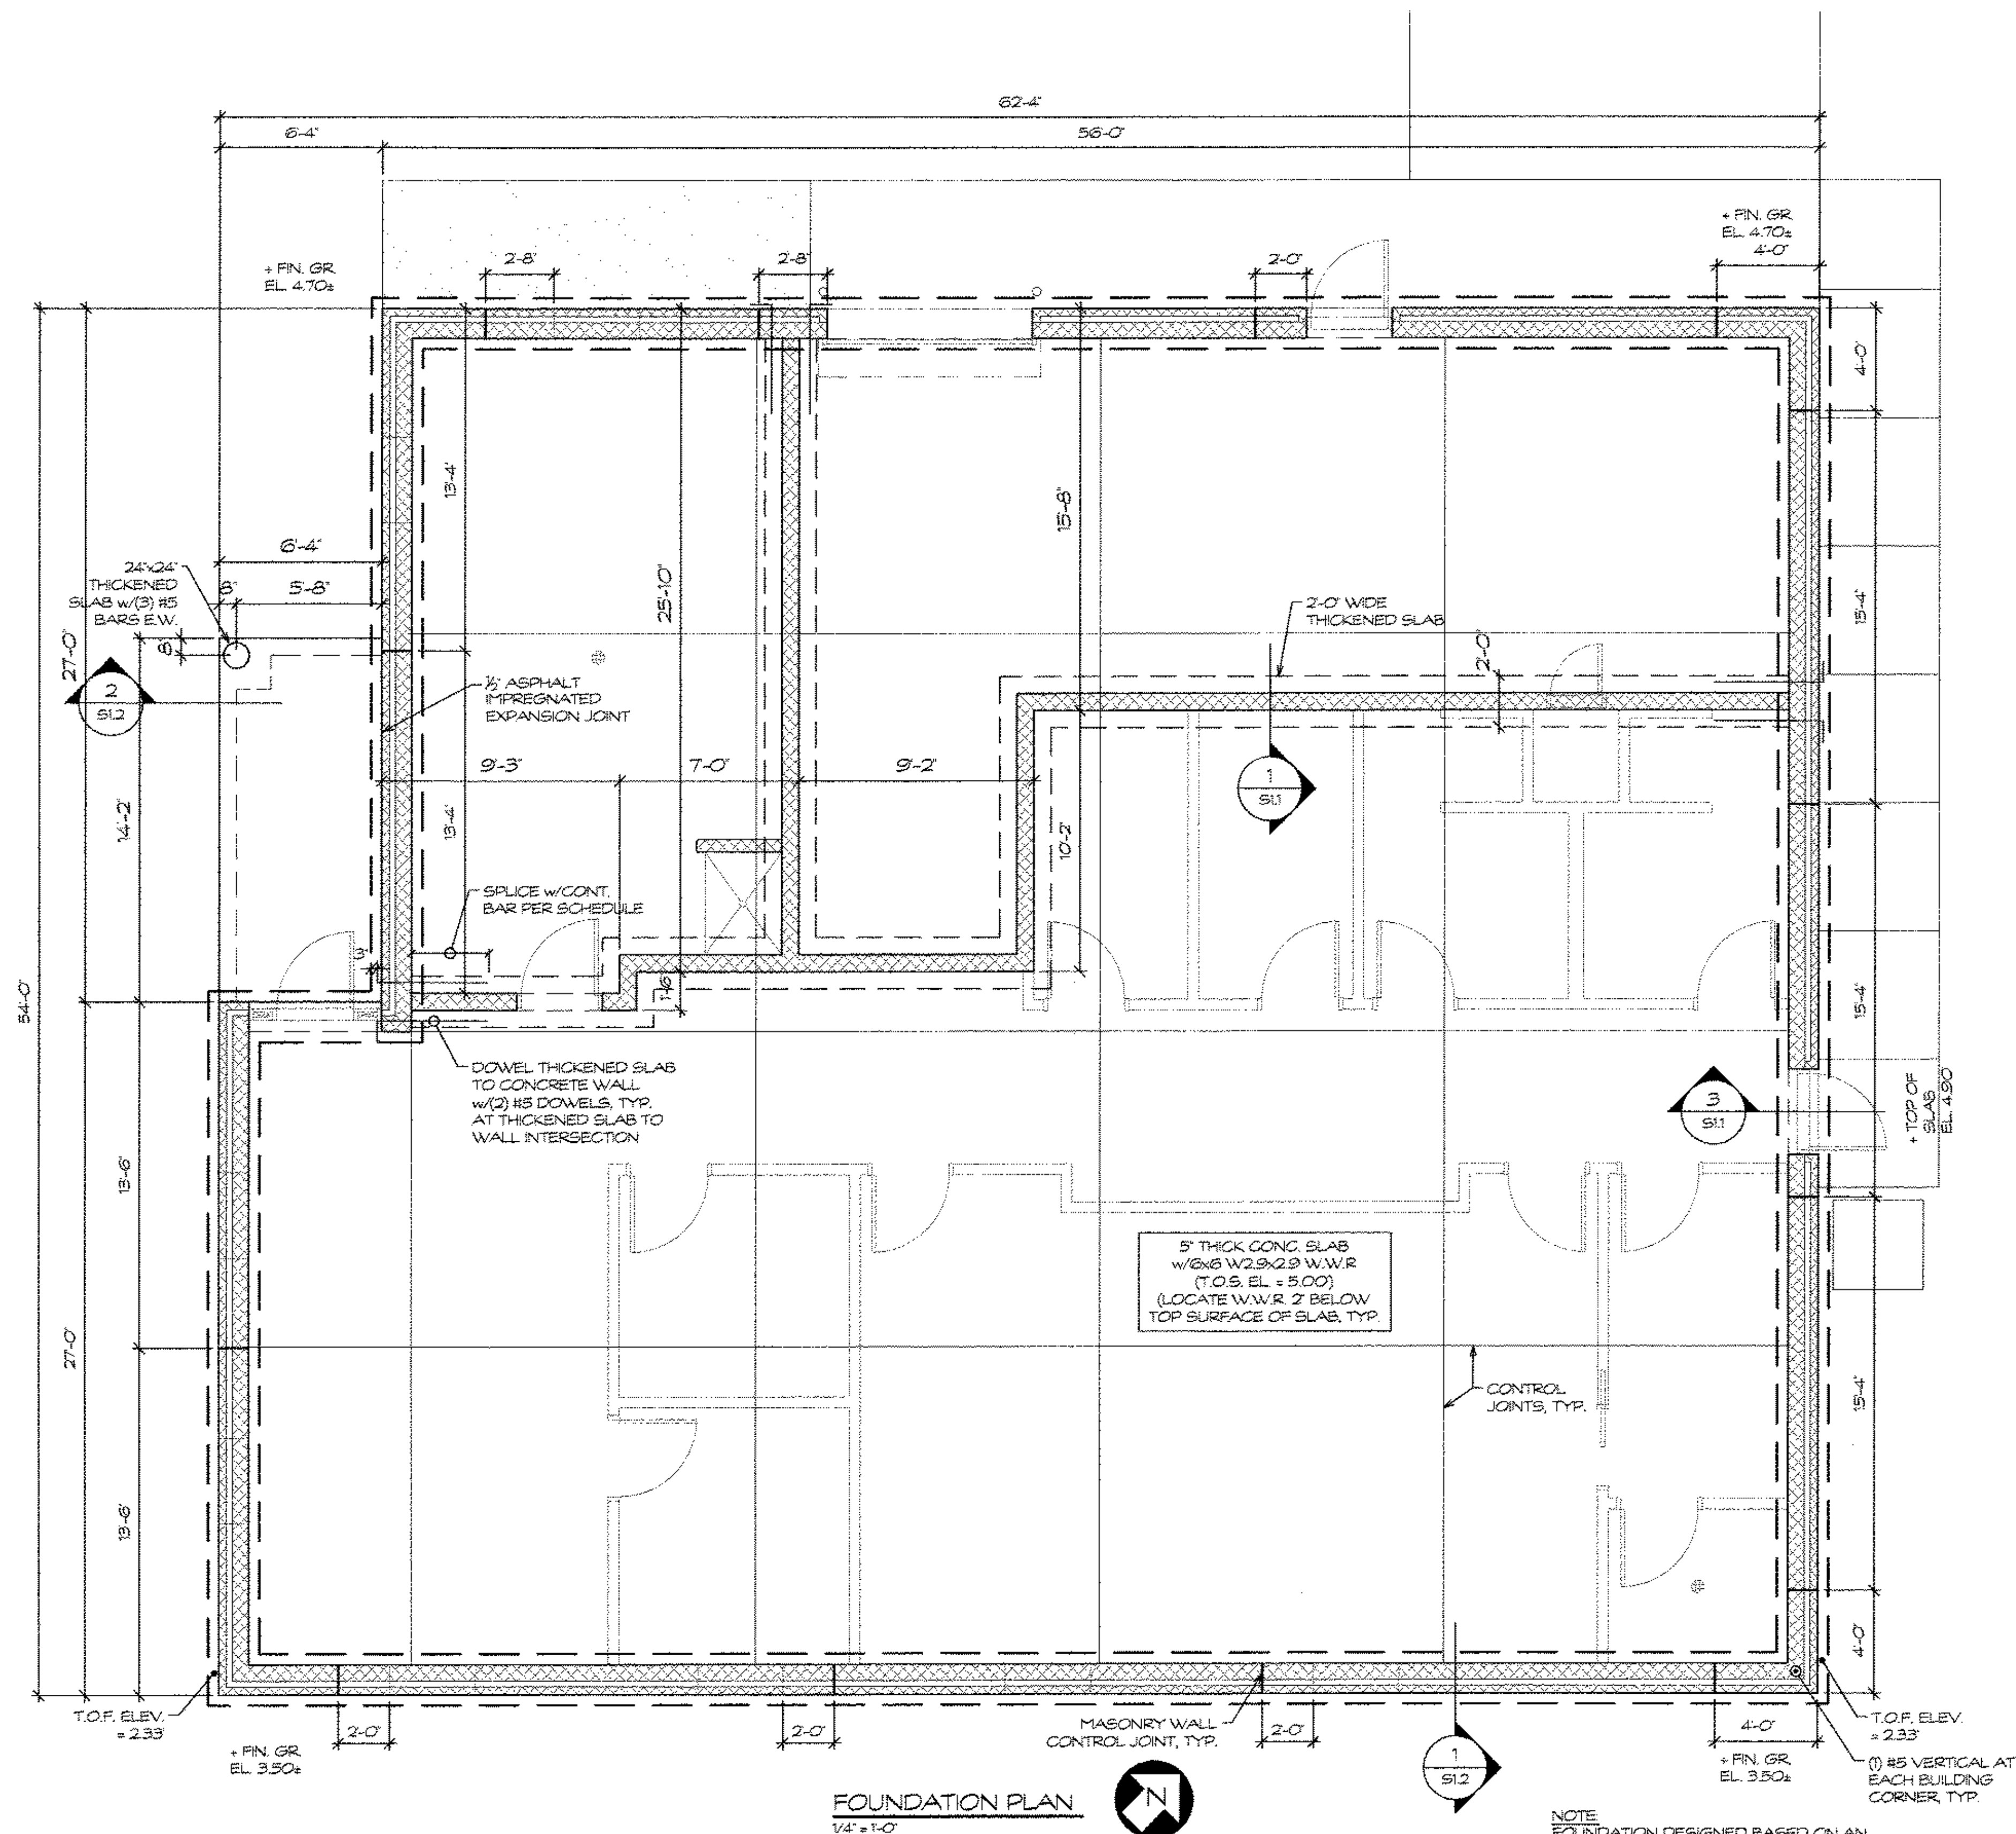 62'-4"
6'-4"
56'-0"
+ FIN. GR.
EL. 4.70±
+ FIN. GR.
EL. 4.70±
2'-8"
2'-8"
2'-0"
4'-0"
4'-0"
13'-4"
25'-10"
15'-8"
15'-4"
6'-4"
24"x24"
THICKENED
SLAB w/(3) #5
BARS E.W.
8"
5'-8"
8"
27'-0"
2
S1.2
½" ASPHALT
IMPREGNATED
EXPANSION JOINT
2'-0" WIDE
THICKENED SLAB
2'-0"
9'-3"
7'-0"
9'-2"
1
S1.1
14'-2"
13'-4"
10'-2"
SPLICE w/CONT.
BAR PER SCHEDULE
1'-6"
54'-0"
15'-4"
DOWEL THICKENED SLAB
TO CONCRETE WALL
w/(2) #5 DOWELS, TYP.
AT THICKENED SLAB TO
WALL INTERSECTION
3
S1.1
+ TOP OF
SLAB
EL. 4.90
13'-6"
5" THICK CONC. SLAB
w/6x6 W2.9x2.9 W.W.R.
(T.O.S. EL. = 5.00)
(LOCATE W.W.R. 2" BELOW
TOP SURFACE OF SLAB, TYP.
27'-0"
CONTROL
JOINTS, TYP.
15'-4"
13'-6"
4'-0"
T.O.F. ELEV.
= 2.33'
+ FIN. GR.
EL. 3.50±
2'-0"
2'-0"
MASONRY WALL
CONTROL JOINT, TYP.
2'-0"
4'-0"
T.O.F. ELEV.
= 2.33'
+ FIN. GR.
EL. 3.50±
(1) #5 VERTICAL AT
EACH BUILDING
CORNER, TYP.
1
S1.2
FOUNDATION PLAN
1/4" = 1'-0"
N
NOTE
FOUNDATION DESIGNED BASED ON AN